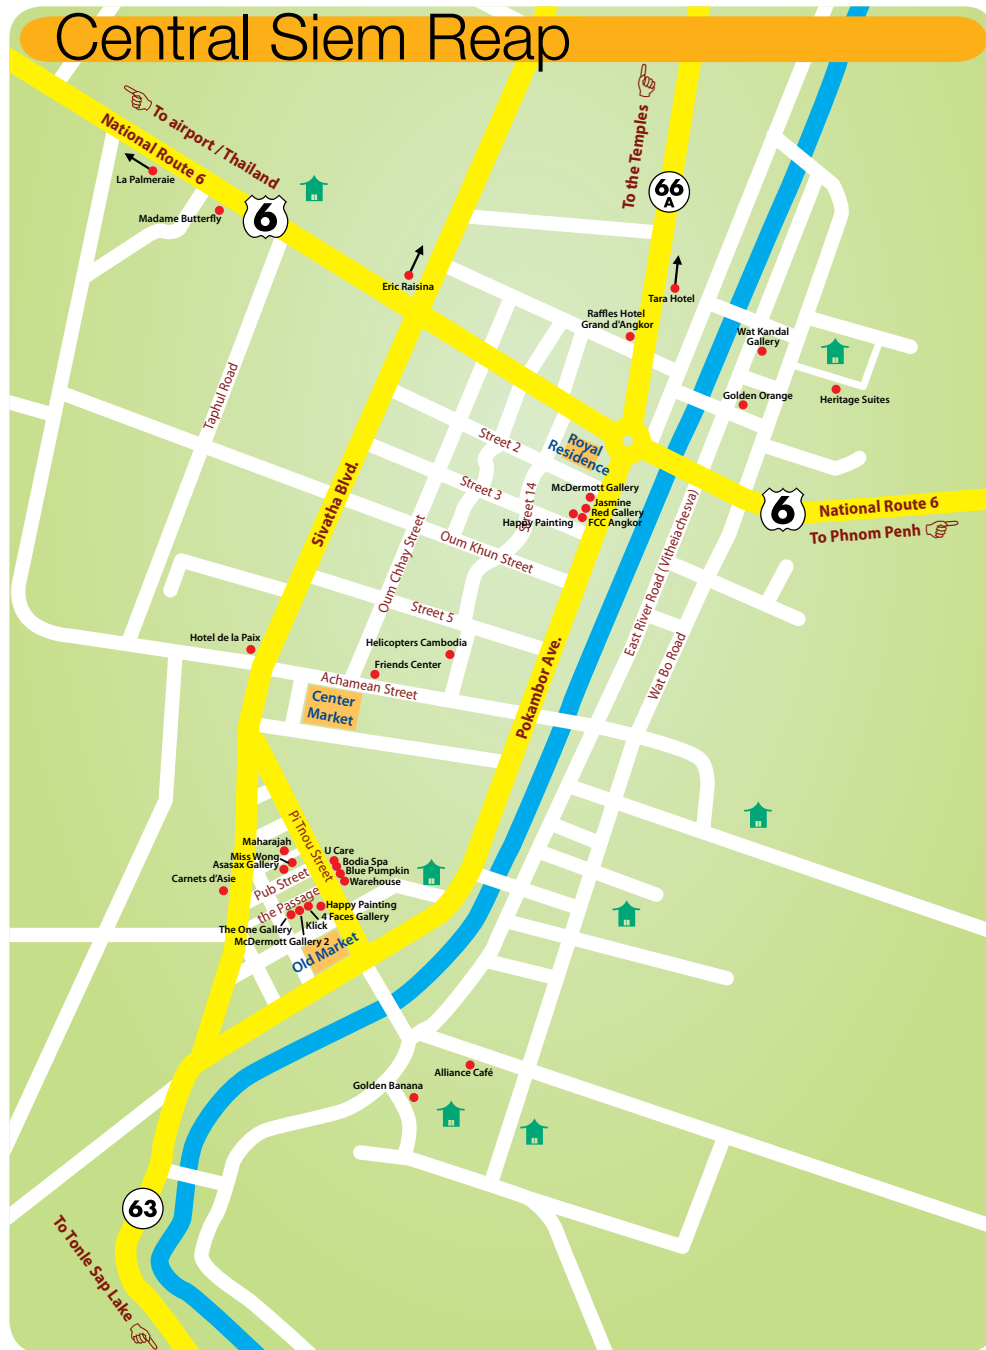 Central Siem Reap
To airport / Thailand
National Route 6
La Palmeraie
Madame Butterfly
6
To the Temples
66
A
Eric Raisina
Tara Hotel
Raffles Hotel
Grand d'Angkor
Wat Kandal
Gallery
Golden Orange
Heritage Suites
Taphul Road
Sivatha Blvd.
Street 2
Royal
Residence
Street 3
Street 14
McDermott Gallery
Jasmine
Red Gallery
Happy Painting
FCC Angkor
6
National Route 6
To Phnom Penh
Oum Khun Street
Oum Chhay Street
Street 5
East River Road (Vitheiachesva)
Wat Bo Road
Hotel de la Paix
Helicopters Cambodia
Friends Center
Achamean Street
Center
Market
Pokambor Ave.
Pi Tnou Street
Maharajah
Miss Wong
Asasax Gallery
Carnets d'Asie
U Care
Bodia Spa
Blue Pumpkin
Warehouse
Pub Street
the Passage
Happy Painting
4 Faces Gallery
Klick
The One Gallery
McDermott Gallery 2
Old Market
Alliance Café
Golden Banana
63
To Tonle Sap Lake